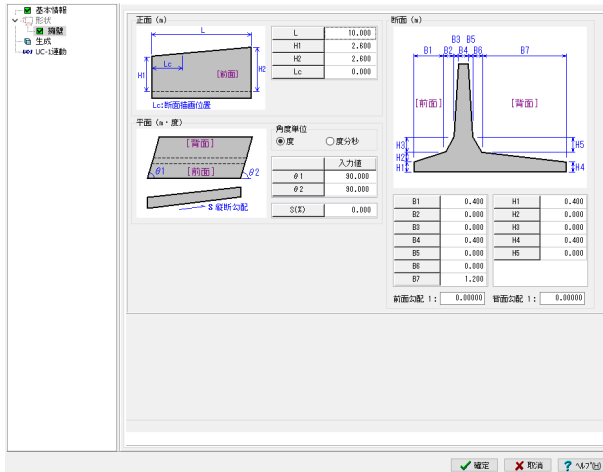 基本情報
形状
擁壁
生成
UC-1連動
正面 (m)
L
H1
Lc
[前面]
H2
Lc:断面描画位置
L 10.000
H1 2.600
H2 2.600
Lc 0.000
平面 (m・度)
[背面]
θ1 [前面] θ2
S 縦断勾配
角度単位
度 度分秒
入力値
θ1 90.000
θ2 90.000
S(%) 0.000
断面 (m)
B3 B5
B1 B2 B4 B6 B7
[前面] [背面]
H3 H5
H2
H1 H4
B1 0.400
B2 0.000
B3 0.000
B4 0.400
B5 0.000
B6 0.000
B7 1.200
H1 0.400
H2 0.000
H3 0.000
H4 0.400
H5 0.000
前面勾配 1: 0.00000 背面勾配 1: 0.00000
確定 取消 ? ヘルプ(H)